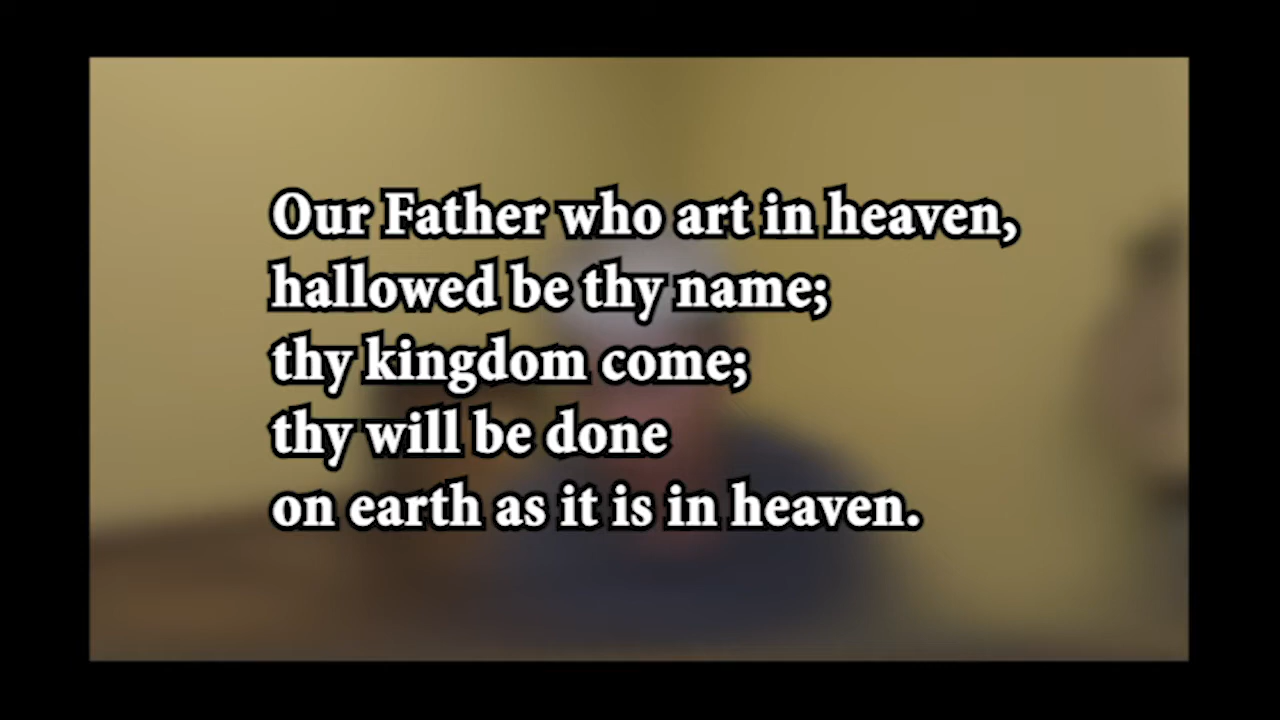 Our Father who art in heaven,
hallowed be thy name;
thy kingdom come;
thy will be done
on earth as it is in heaven.